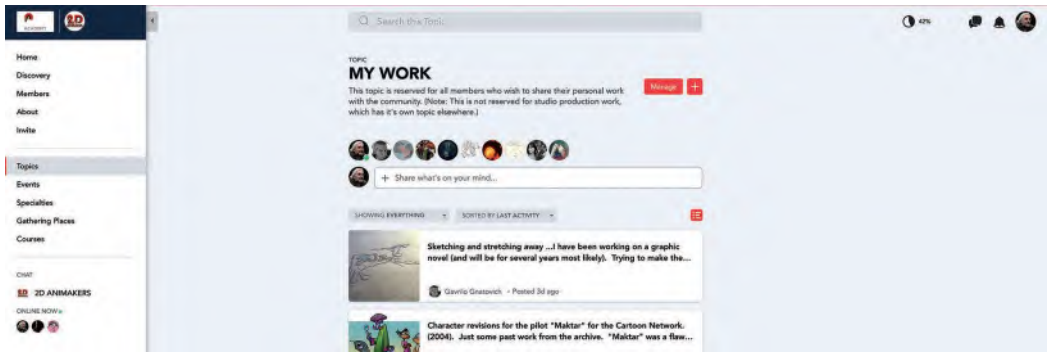 ACADEMY
2D
Search the Topic
42%
Home
Discovery
Members
About
Invite
Topics
Events
Specialties
Gathering Places
Courses
CHAT
2D 2D ANIMAKERS
ONLINE NOW
TOPIC
MY WORK
This topic is reserved for all members who wish to share their personal work
with the community. (Note: This is not reserved for studio production work,
which has it's own topic elsewhere.)
Manage +
+ Share what's on your mind...
SHOWING EVERYTHING
SORTED BY LAST ACTIVITY
Sketching and stretching away ...I have been working on a graphic
novel (and will be for several years most likely). Trying to make the...
Gavrilo Gnatovich • Posted 3d ago
Character revisions for the pilot "Maktar" for the Cartoon Network.
(2004). Just some past work from the archive. "Maktar" was a flaw...